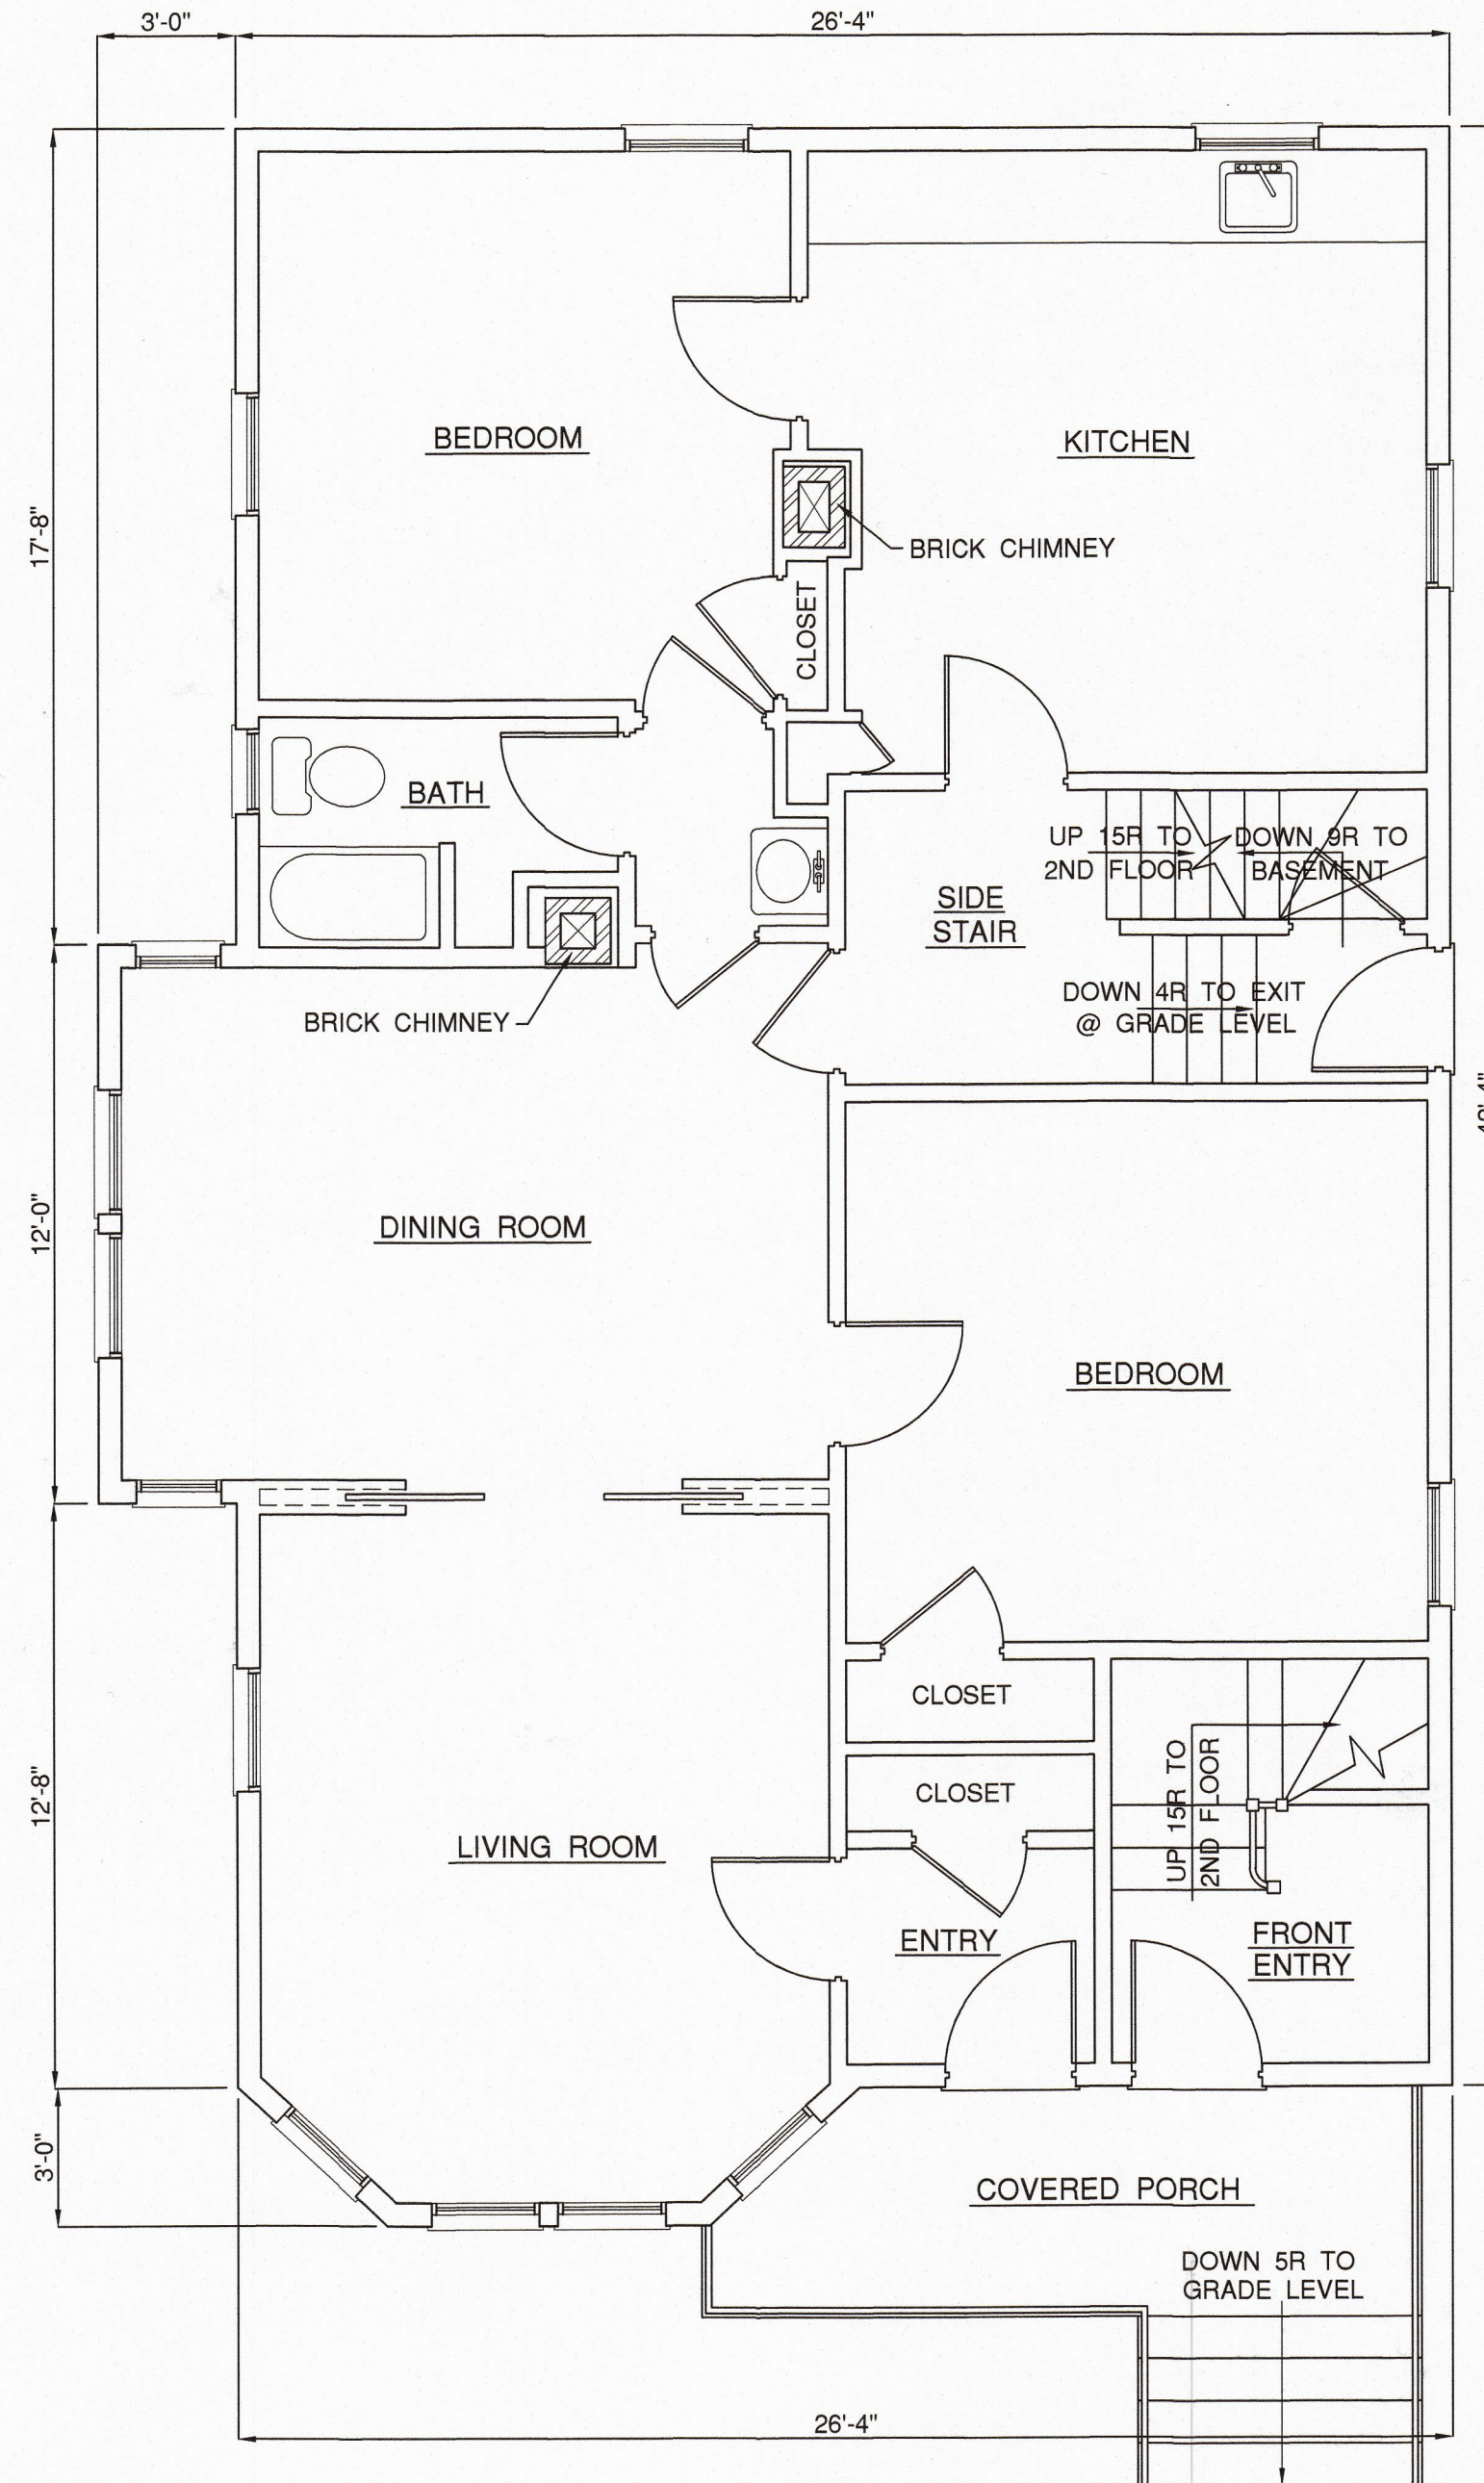 3'-0"
26'-4"
17'-8"
BEDROOM
KITCHEN
BRICK CHIMNEY
CLOSET
BATH
UP 15R TO
2ND FLOOR
DOWN 9R TO
BASEMENT
SIDE
STAIR
DOWN 4R TO EXIT
@ GRADE LEVEL
BRICK CHIMNEY
12'-0"
DINING ROOM
BEDROOM
CLOSET
CLOSET
UP 15R TO
2ND FLOOR
12'-8"
LIVING ROOM
ENTRY
FRONT
ENTRY
3'-0"
COVERED PORCH
DOWN 5R TO
GRADE LEVEL
26'-4"